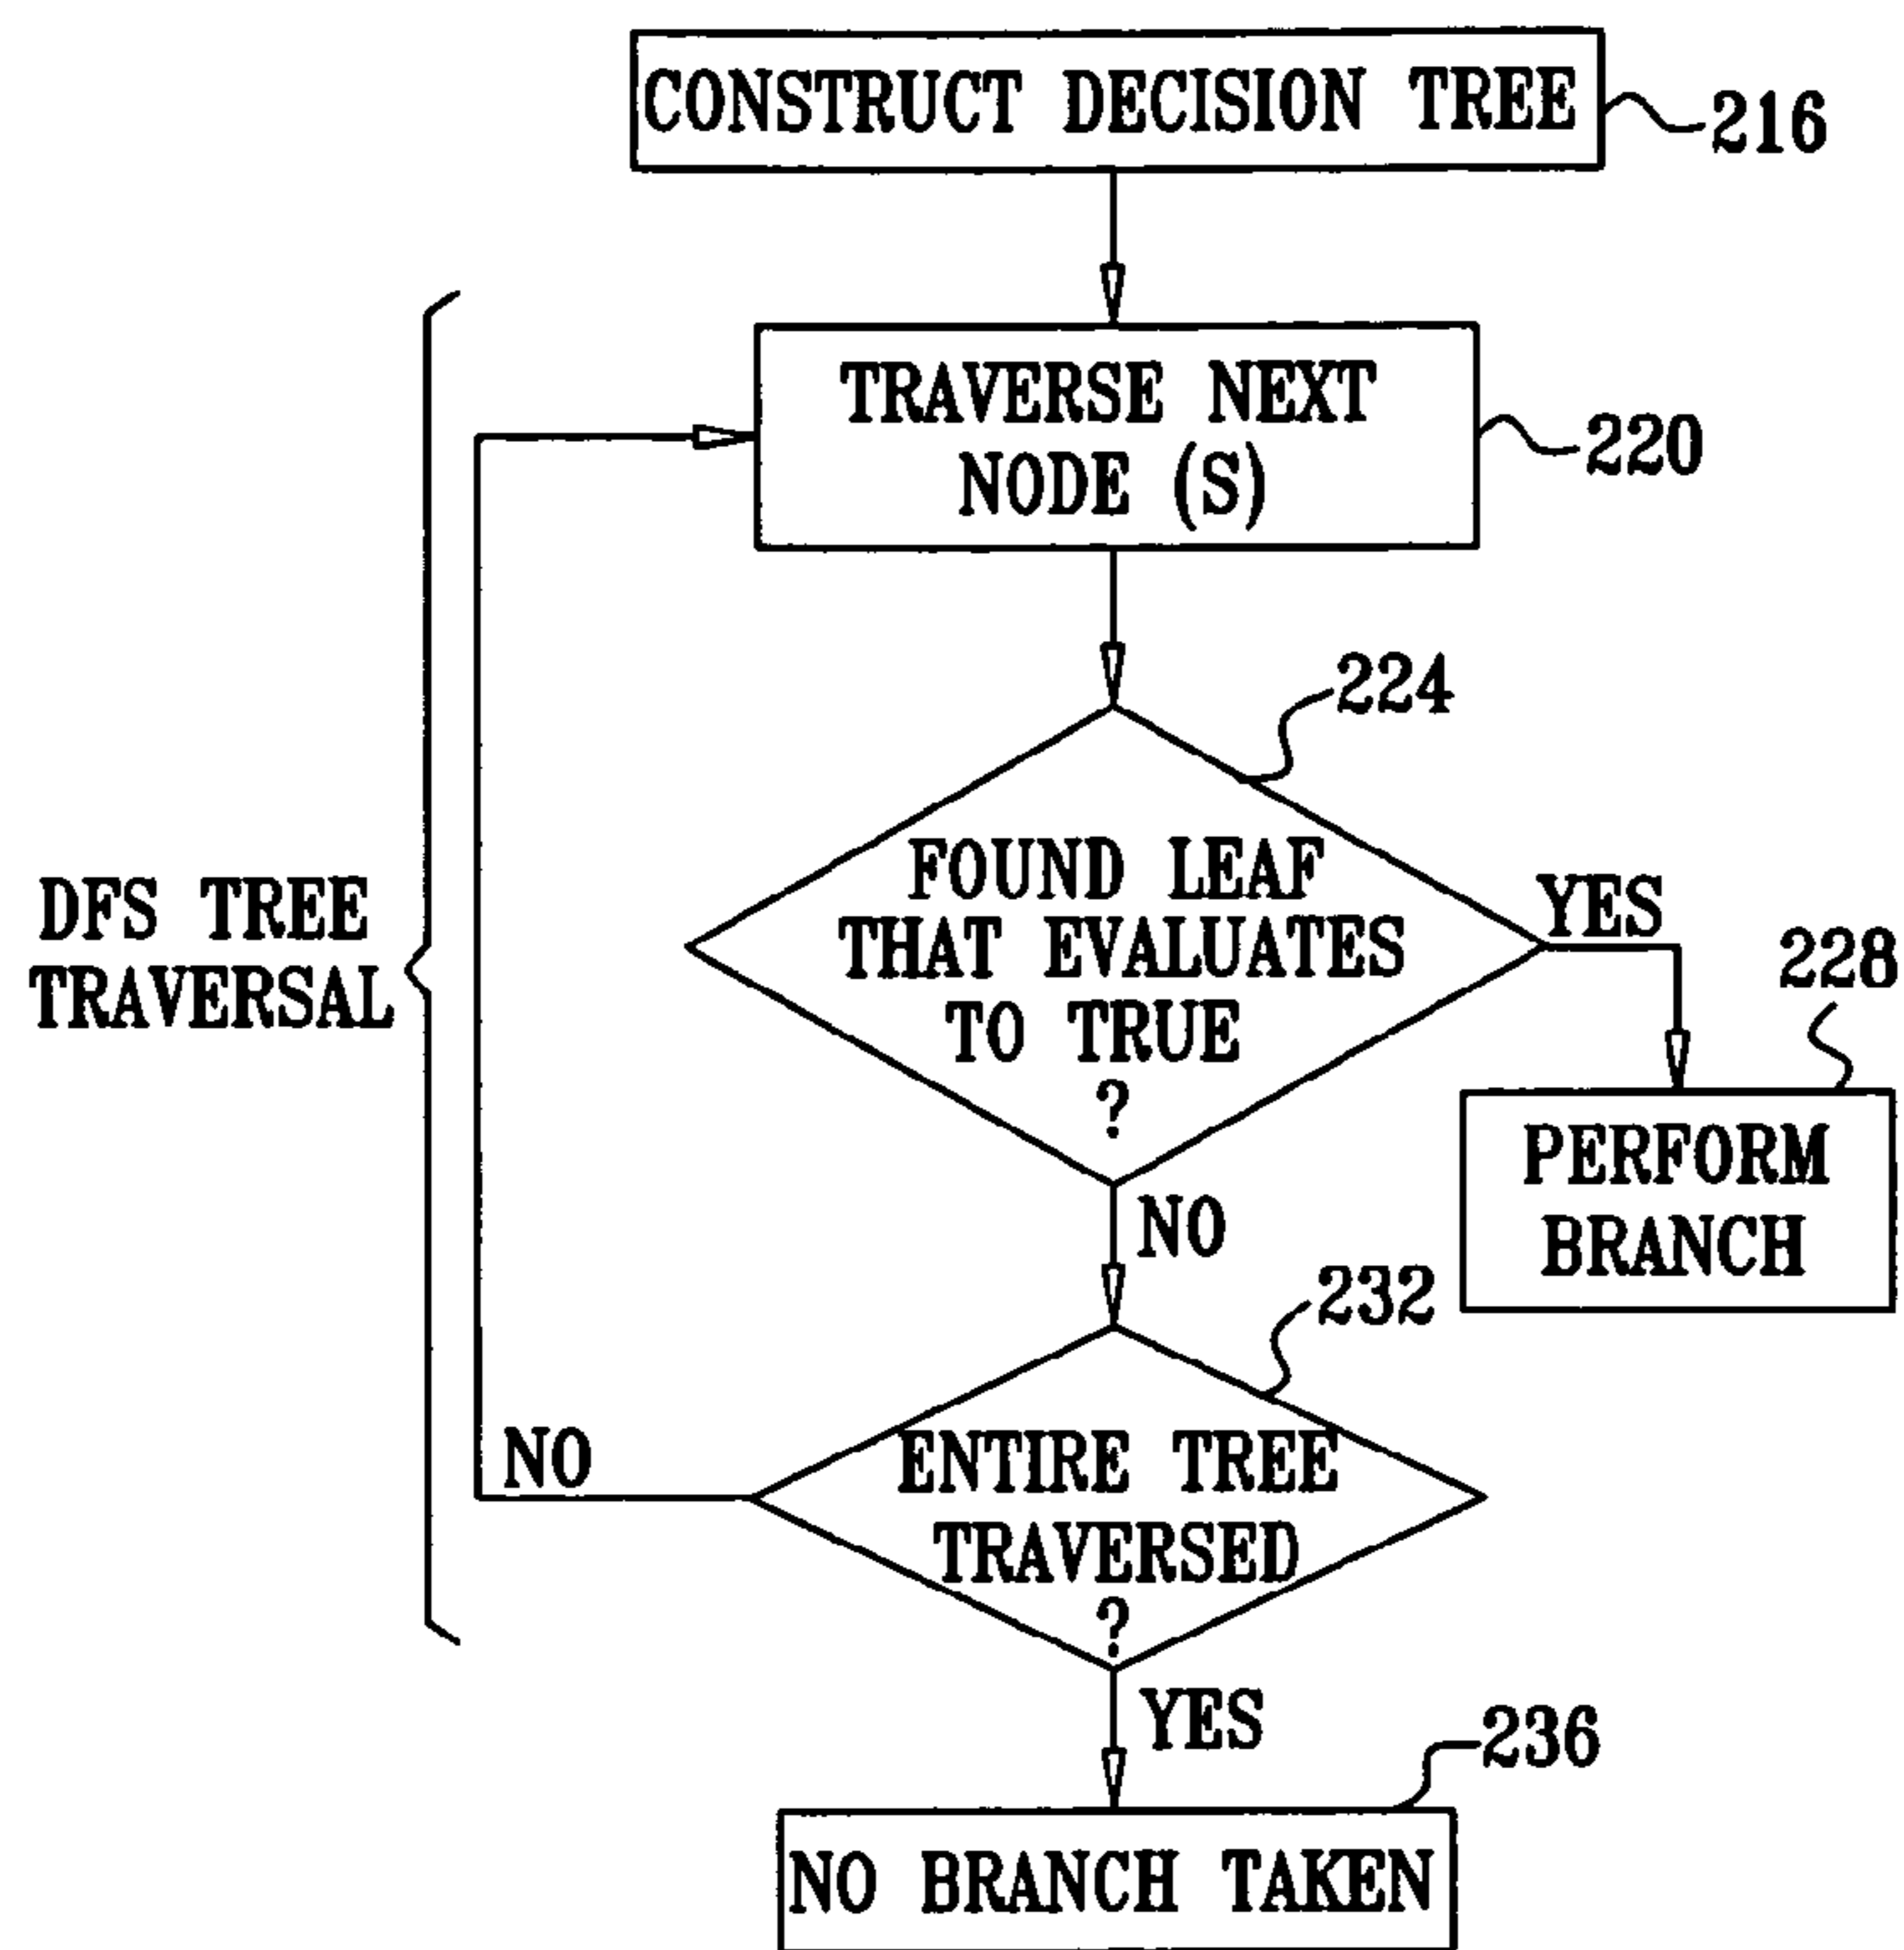 CONSTRUCT DECISION TREE
216
TRAVERSE NEXT
NODE (S)
220
224
FOUND LEAF
THAT EVALUATES
TO TRUE
?
YES
228
PERFORM
BRANCH
DFS TREE
TRAVERSAL
NO
232
ENTIRE TREE
TRAVERSED
?
NO
YES
236
NO BRANCH TAKEN